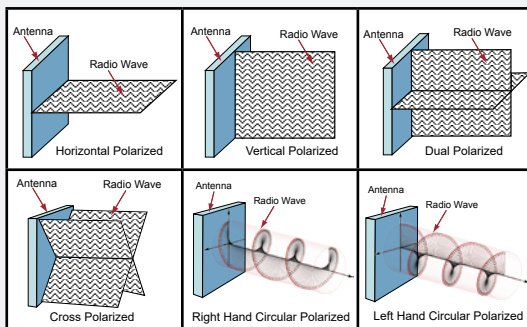 Antenna
Radio Wave
Horizontal Polarized
Antenna
Radio Wave
Vertical Polarized
Antenna
Radio Wave
Dual Polarized
Antenna
Radio Wave
Cross Polarized
Antenna
Radio Wave
Right Hand Circular Polarized
Antenna
Radio Wave
Left Hand Circular Polarized